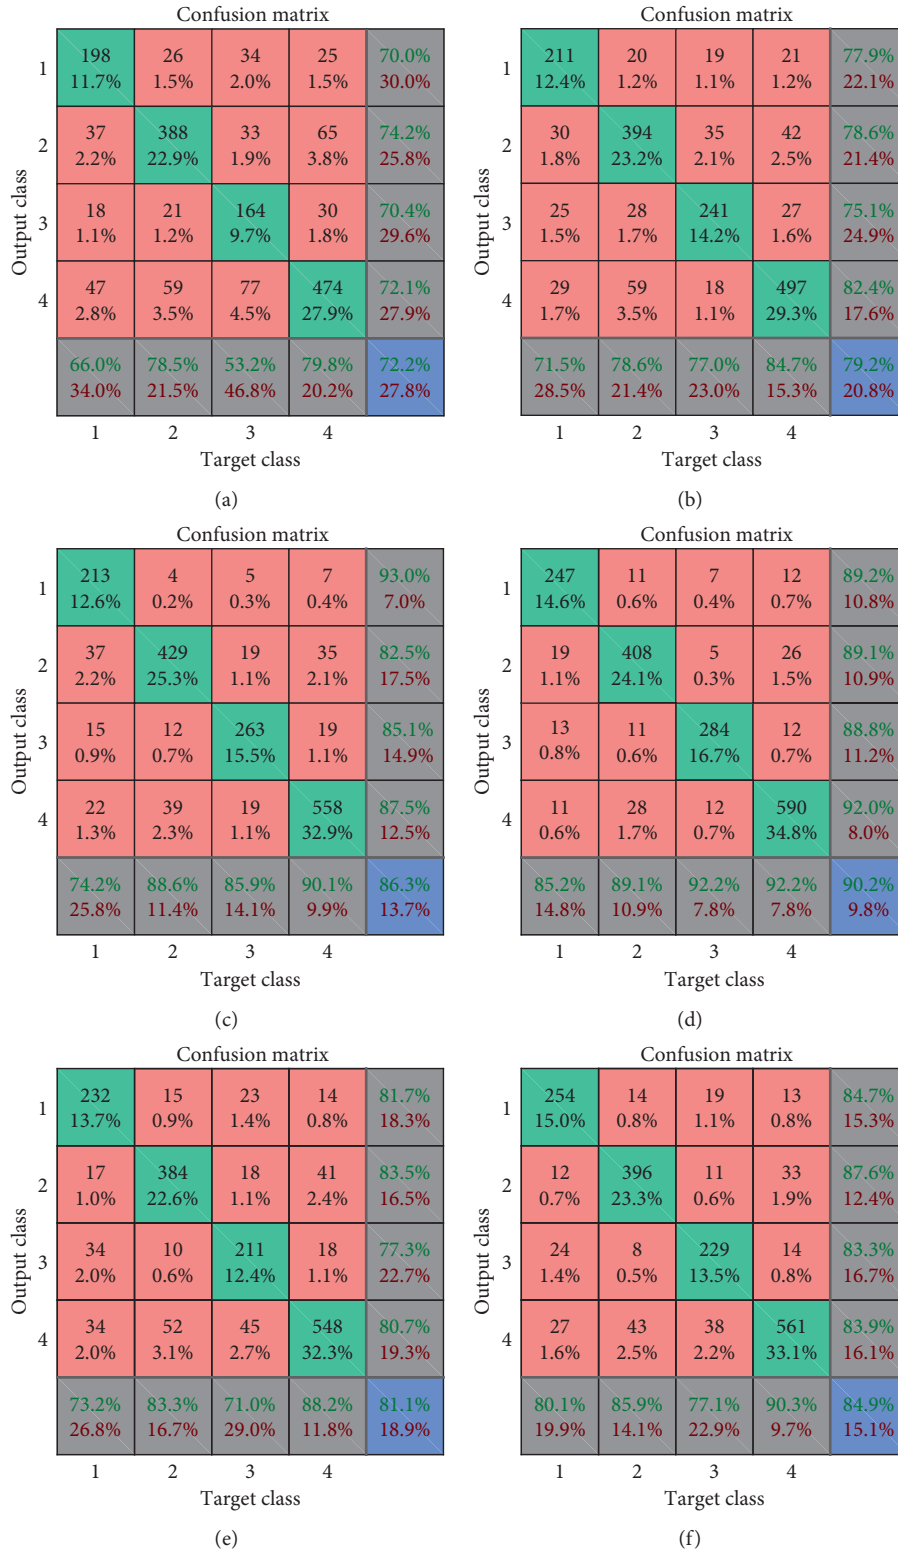 Confusion matrix
198 26 34 25 70.0%
1
11.7% 1.5% 2.0% 1.5% 30.0%
37 388 33 65 74.2%
2
2.2% 22.9% 1.9% 3.8% 25.8%
18 21 164 30 70.4%
3
1.1% 1.2% 9.7% 1.8% 29.6%
47 59 77 474 72.1%
4
2.8% 3.5% 4.5% 27.9% 27.9%
66.0% 78.5% 53.2% 79.8% 72.2%
34.0% 21.5% 46.8% 20.2% 27.8%
Output class
1 2 3 4
Target class
(a)
Confusion matrix
211 20 19 21 77.9%
1
12.4% 1.2% 1.1% 1.2% 22.1%
30 394 35 42 78.6%
2
1.8% 23.2% 2.1% 2.5% 21.4%
25 28 241 27 75.1%
3
1.5% 1.7% 14.2% 1.6% 24.9%
29 59 18 497 82.4%
4
1.7% 3.5% 1.1% 29.3% 17.6%
71.5% 78.6% 77.0% 84.7% 79.2%
28.5% 21.4% 23.0% 15.3% 20.8%
Output class
1 2 3 4
Target class
(b)
Confusion matrix
213 4 5 7 93.0%
1
12.6% 0.2% 0.3% 0.4% 7.0%
37 429 19 35 82.5%
2
2.2% 25.3% 1.1% 2.1% 17.5%
15 12 263 19 85.1%
3
0.9% 0.7% 15.5% 1.1% 14.9%
22 39 19 558 87.5%
4
1.3% 2.3% 1.1% 32.9% 12.5%
74.2% 88.6% 85.9% 90.1% 86.3%
25.8% 11.4% 14.1% 9.9% 13.7%
Output class
1 2 3 4
Target class
(c)
Confusion matrix
247 11 7 12 89.2%
1
14.6% 0.6% 0.4% 0.7% 10.8%
19 408 5 26 89.1%
2
1.1% 24.1% 0.3% 1.5% 10.9%
13 11 284 12 88.8%
3
0.8% 0.6% 16.7% 0.7% 11.2%
11 28 12 590 92.0%
4
0.6% 1.7% 0.7% 34.8% 8.0%
85.2% 89.1% 92.2% 92.2% 90.2%
14.8% 10.9% 7.8% 7.8% 9.8%
Output class
1 2 3 4
Target class
(d)
Confusion matrix
232 15 23 14 81.7%
1
13.7% 0.9% 1.4% 0.8% 18.3%
17 384 18 41 83.5%
2
1.0% 22.6% 1.1% 2.4% 16.5%
34 10 211 18 77.3%
3
2.0% 0.6% 12.4% 1.1% 22.7%
34 52 45 548 80.7%
4
2.0% 3.1% 2.7% 32.3% 19.3%
73.2% 83.3% 71.0% 88.2% 81.1%
26.8% 16.7% 29.0% 11.8% 18.9%
Output class
1 2 3 4
Target class
(e)
Confusion matrix
254 14 19 13 84.7%
1
15.0% 0.8% 1.1% 0.8% 15.3%
12 396 11 33 87.6%
2
0.7% 23.3% 0.6% 1.9% 12.4%
24 8 229 14 83.3%
3
1.4% 0.5% 13.5% 0.8% 16.7%
27 43 38 561 83.9%
4
1.6% 2.5% 2.2% 33.1% 16.1%
80.1% 85.9% 77.1% 90.3% 84.9%
19.9% 14.1% 22.9% 9.7% 15.1%
Output class
1 2 3 4
Target class
(f)